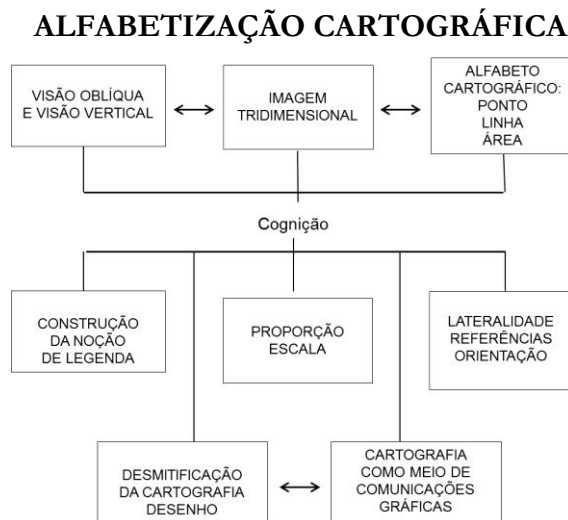 ALFABETIZAÇÃO CARTOGRÁFICA
VISÃO OBLÍQUA
E VISÃO VERTICAL
IMAGEM
TRIDIMENSIONAL
ALFABETO
CARTOGRÁFICO:
PONTO
LINHA
ÁREA
Cognição
CONSTRUÇÃO
DA NOÇÃO
DE LEGENDA
PROPORÇÃO
ESCALA
LATERALIDADE
REFERÊNCIAS
ORIENTAÇÃO
DESMITIFICAÇÃO
DA CARTOGRAFIA
DESENHO
CARTOGRAFIA
COMO MEIO DE
COMUNICAÇÕES
GRÁFICAS